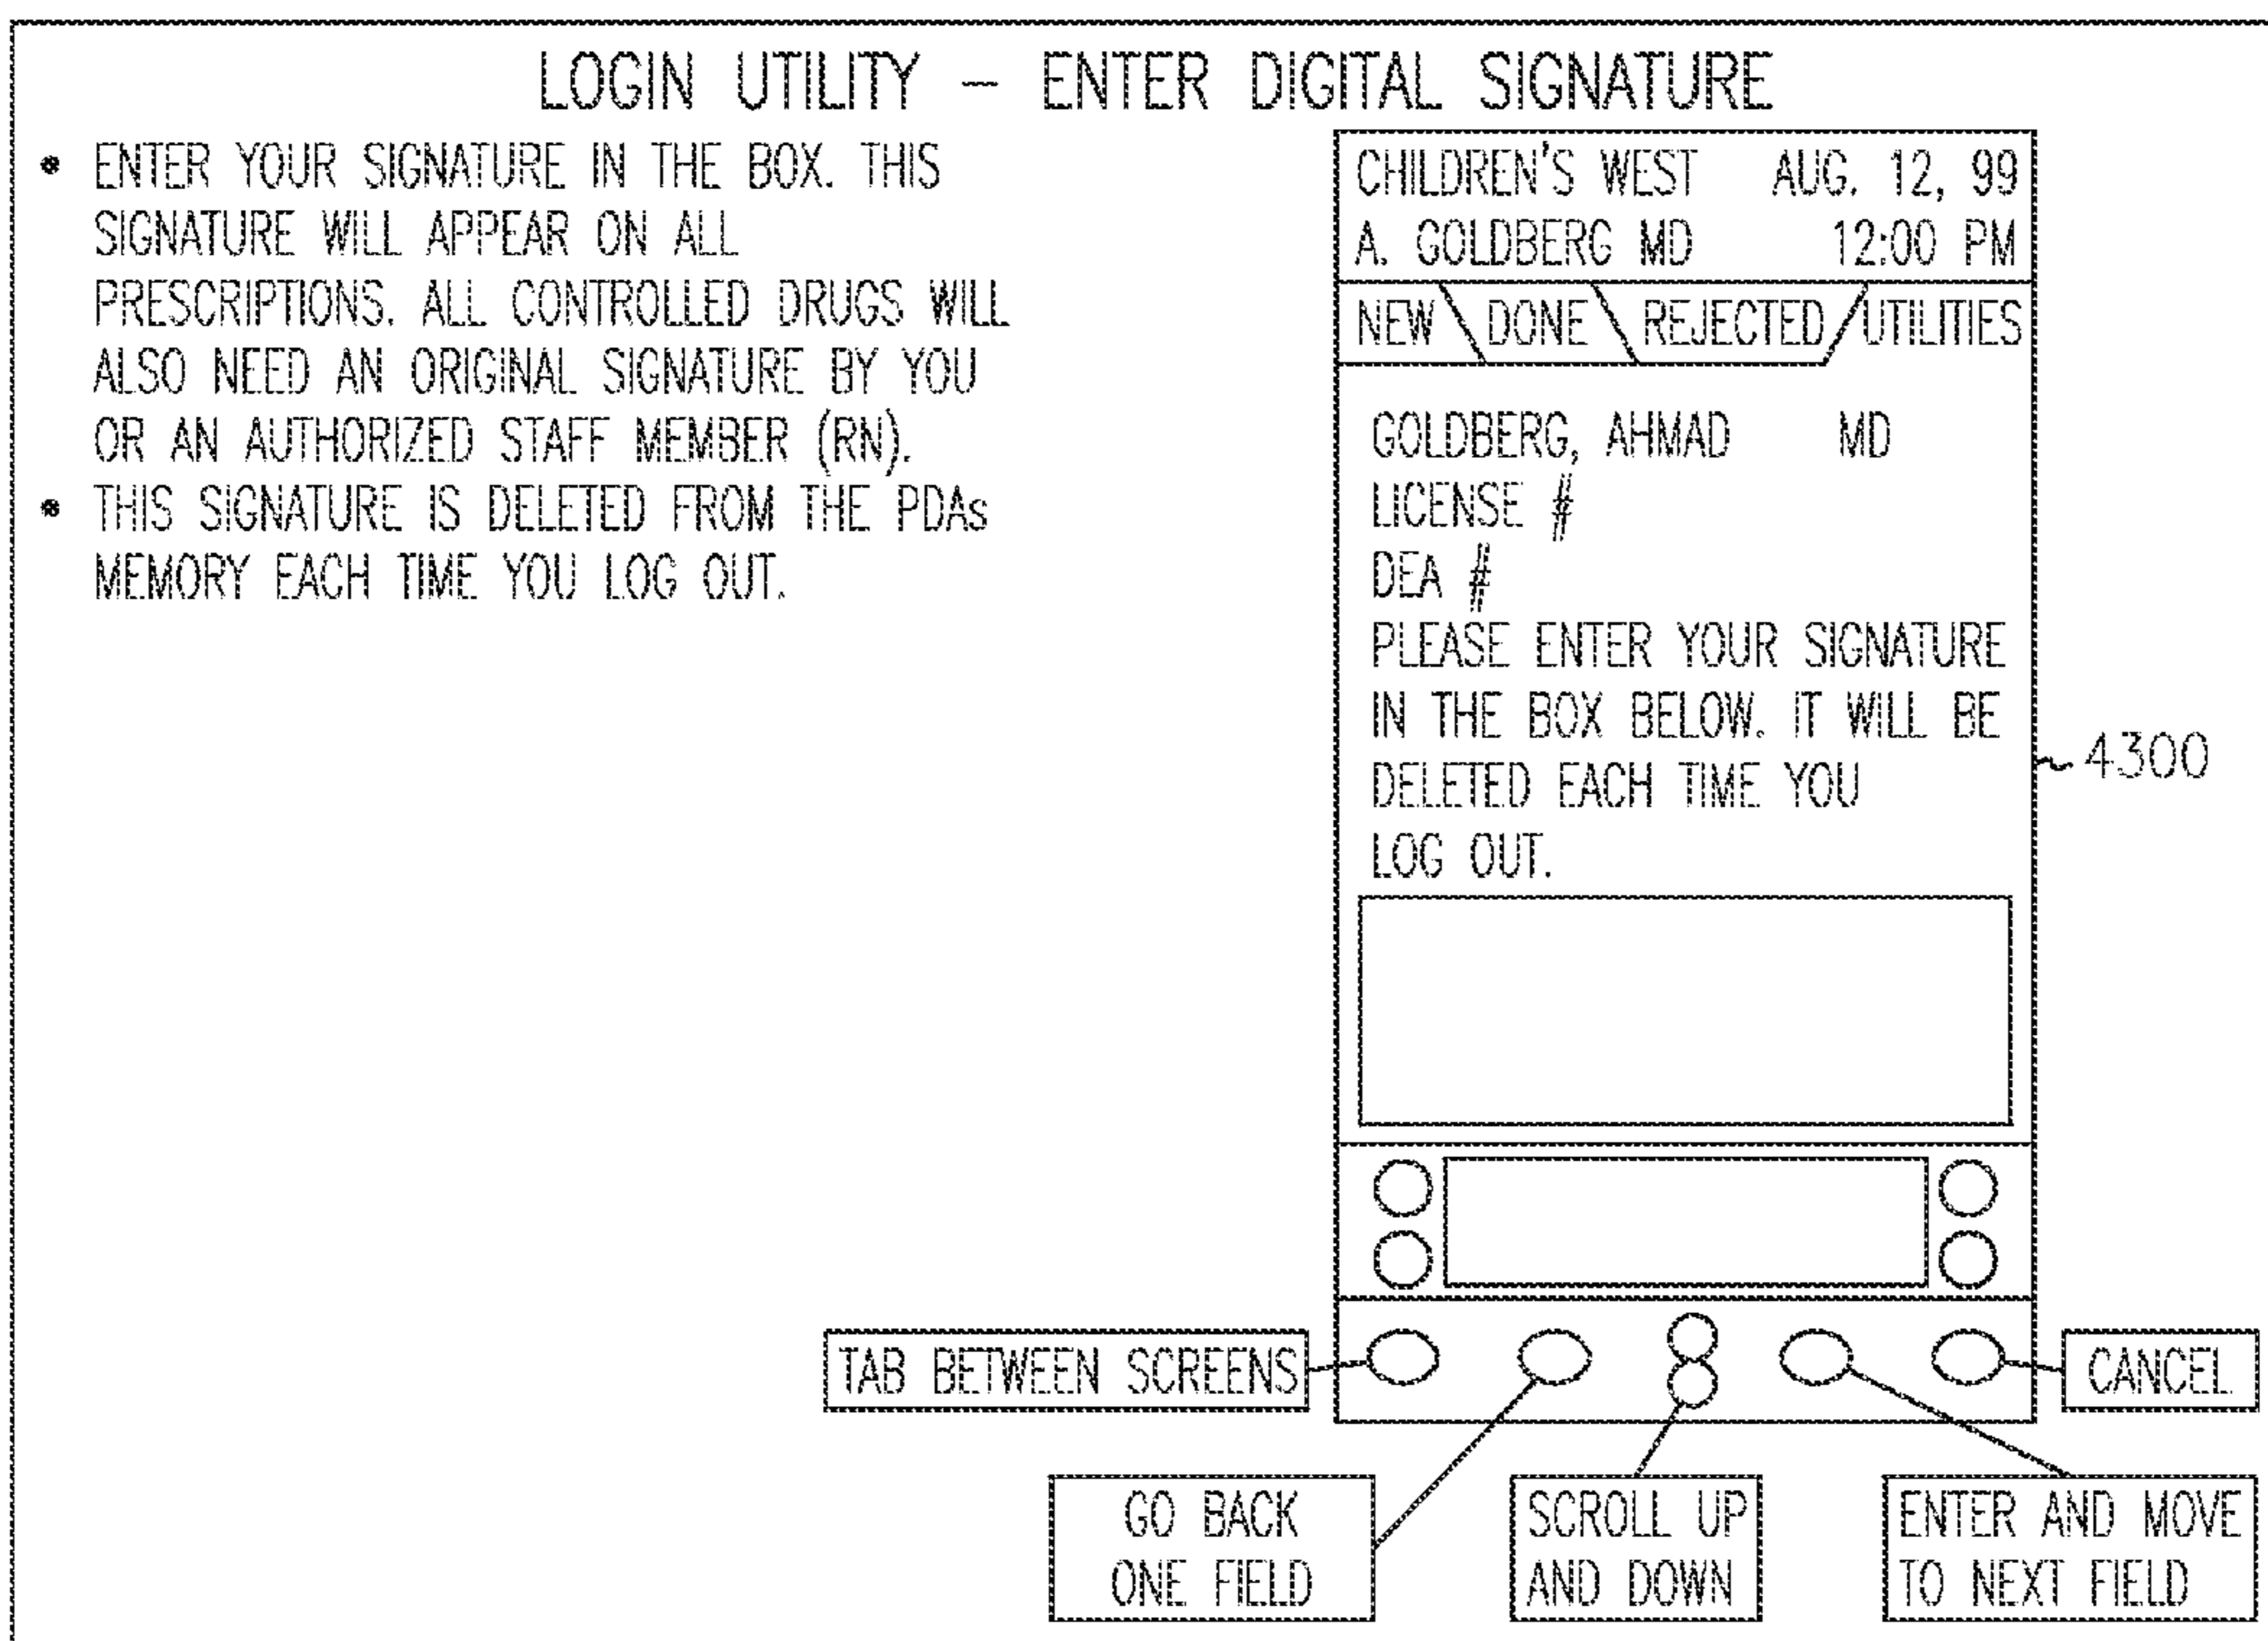 LOGIN UTILITY – ENTER DIGITAL SIGNATURE
• ENTER YOUR SIGNATURE IN THE BOX. THIS
SIGNATURE WILL APPEAR ON ALL
PRESCRIPTIONS. ALL CONTROLLED DRUGS WILL
ALSO NEED AN ORIGINAL SIGNATURE BY YOU
OR AN AUTHORIZED STAFF MEMBER (RN).
• THIS SIGNATURE IS DELETED FROM THE PDAs
MEMORY EACH TIME YOU LOG OUT.
CHILDREN'S WEST AUG. 12, 99
A. GOLDBERG MD 12:00 PM
NEW DONE REJECTED UTILITIES
GOLDBERG, AHMAD MD
LICENSE #
DEA #
PLEASE ENTER YOUR SIGNATURE
IN THE BOX BELOW. IT WILL BE
DELETED EACH TIME YOU
LOG OUT.
4300
TAB BETWEEN SCREENS
CANCEL
GO BACK
ONE FIELD
SCROLL UP
AND DOWN
ENTER AND MOVE
TO NEXT FIELD